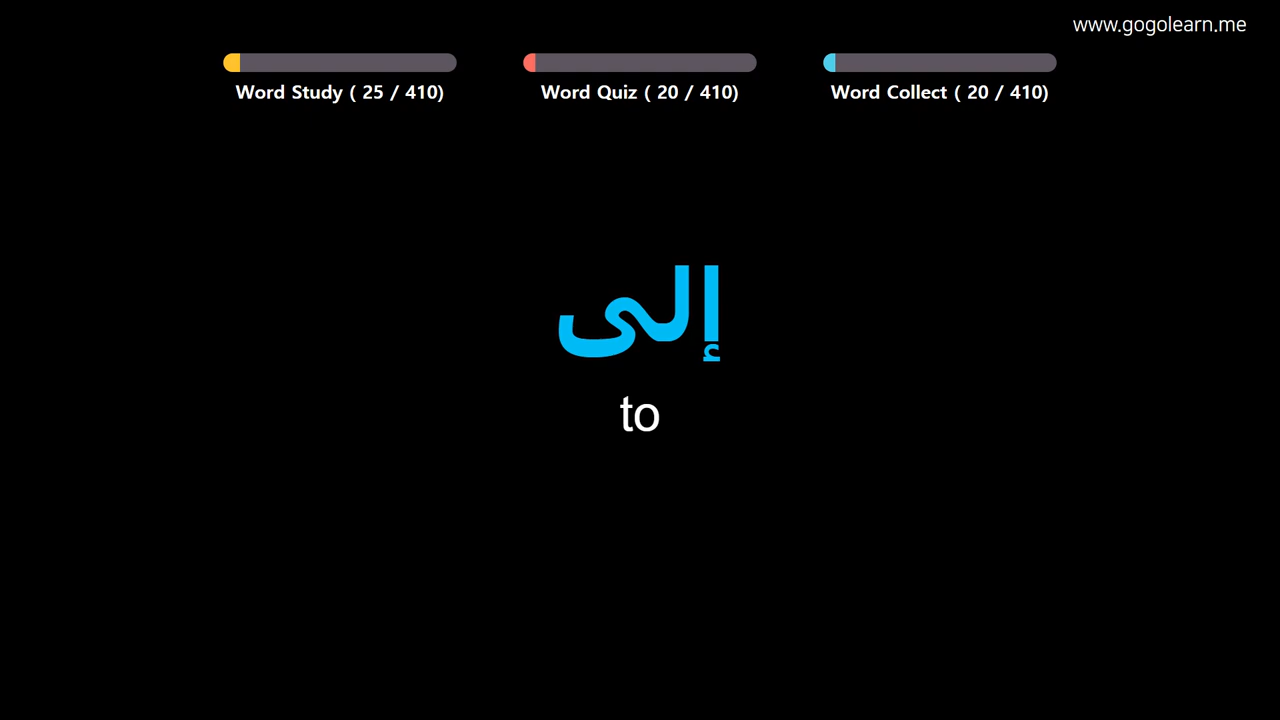 www.gogolearn.me
Word Study ( 25 / 410)
Word Quiz ( 20 / 410)
Word Collect ( 20 / 410)
إلى
to